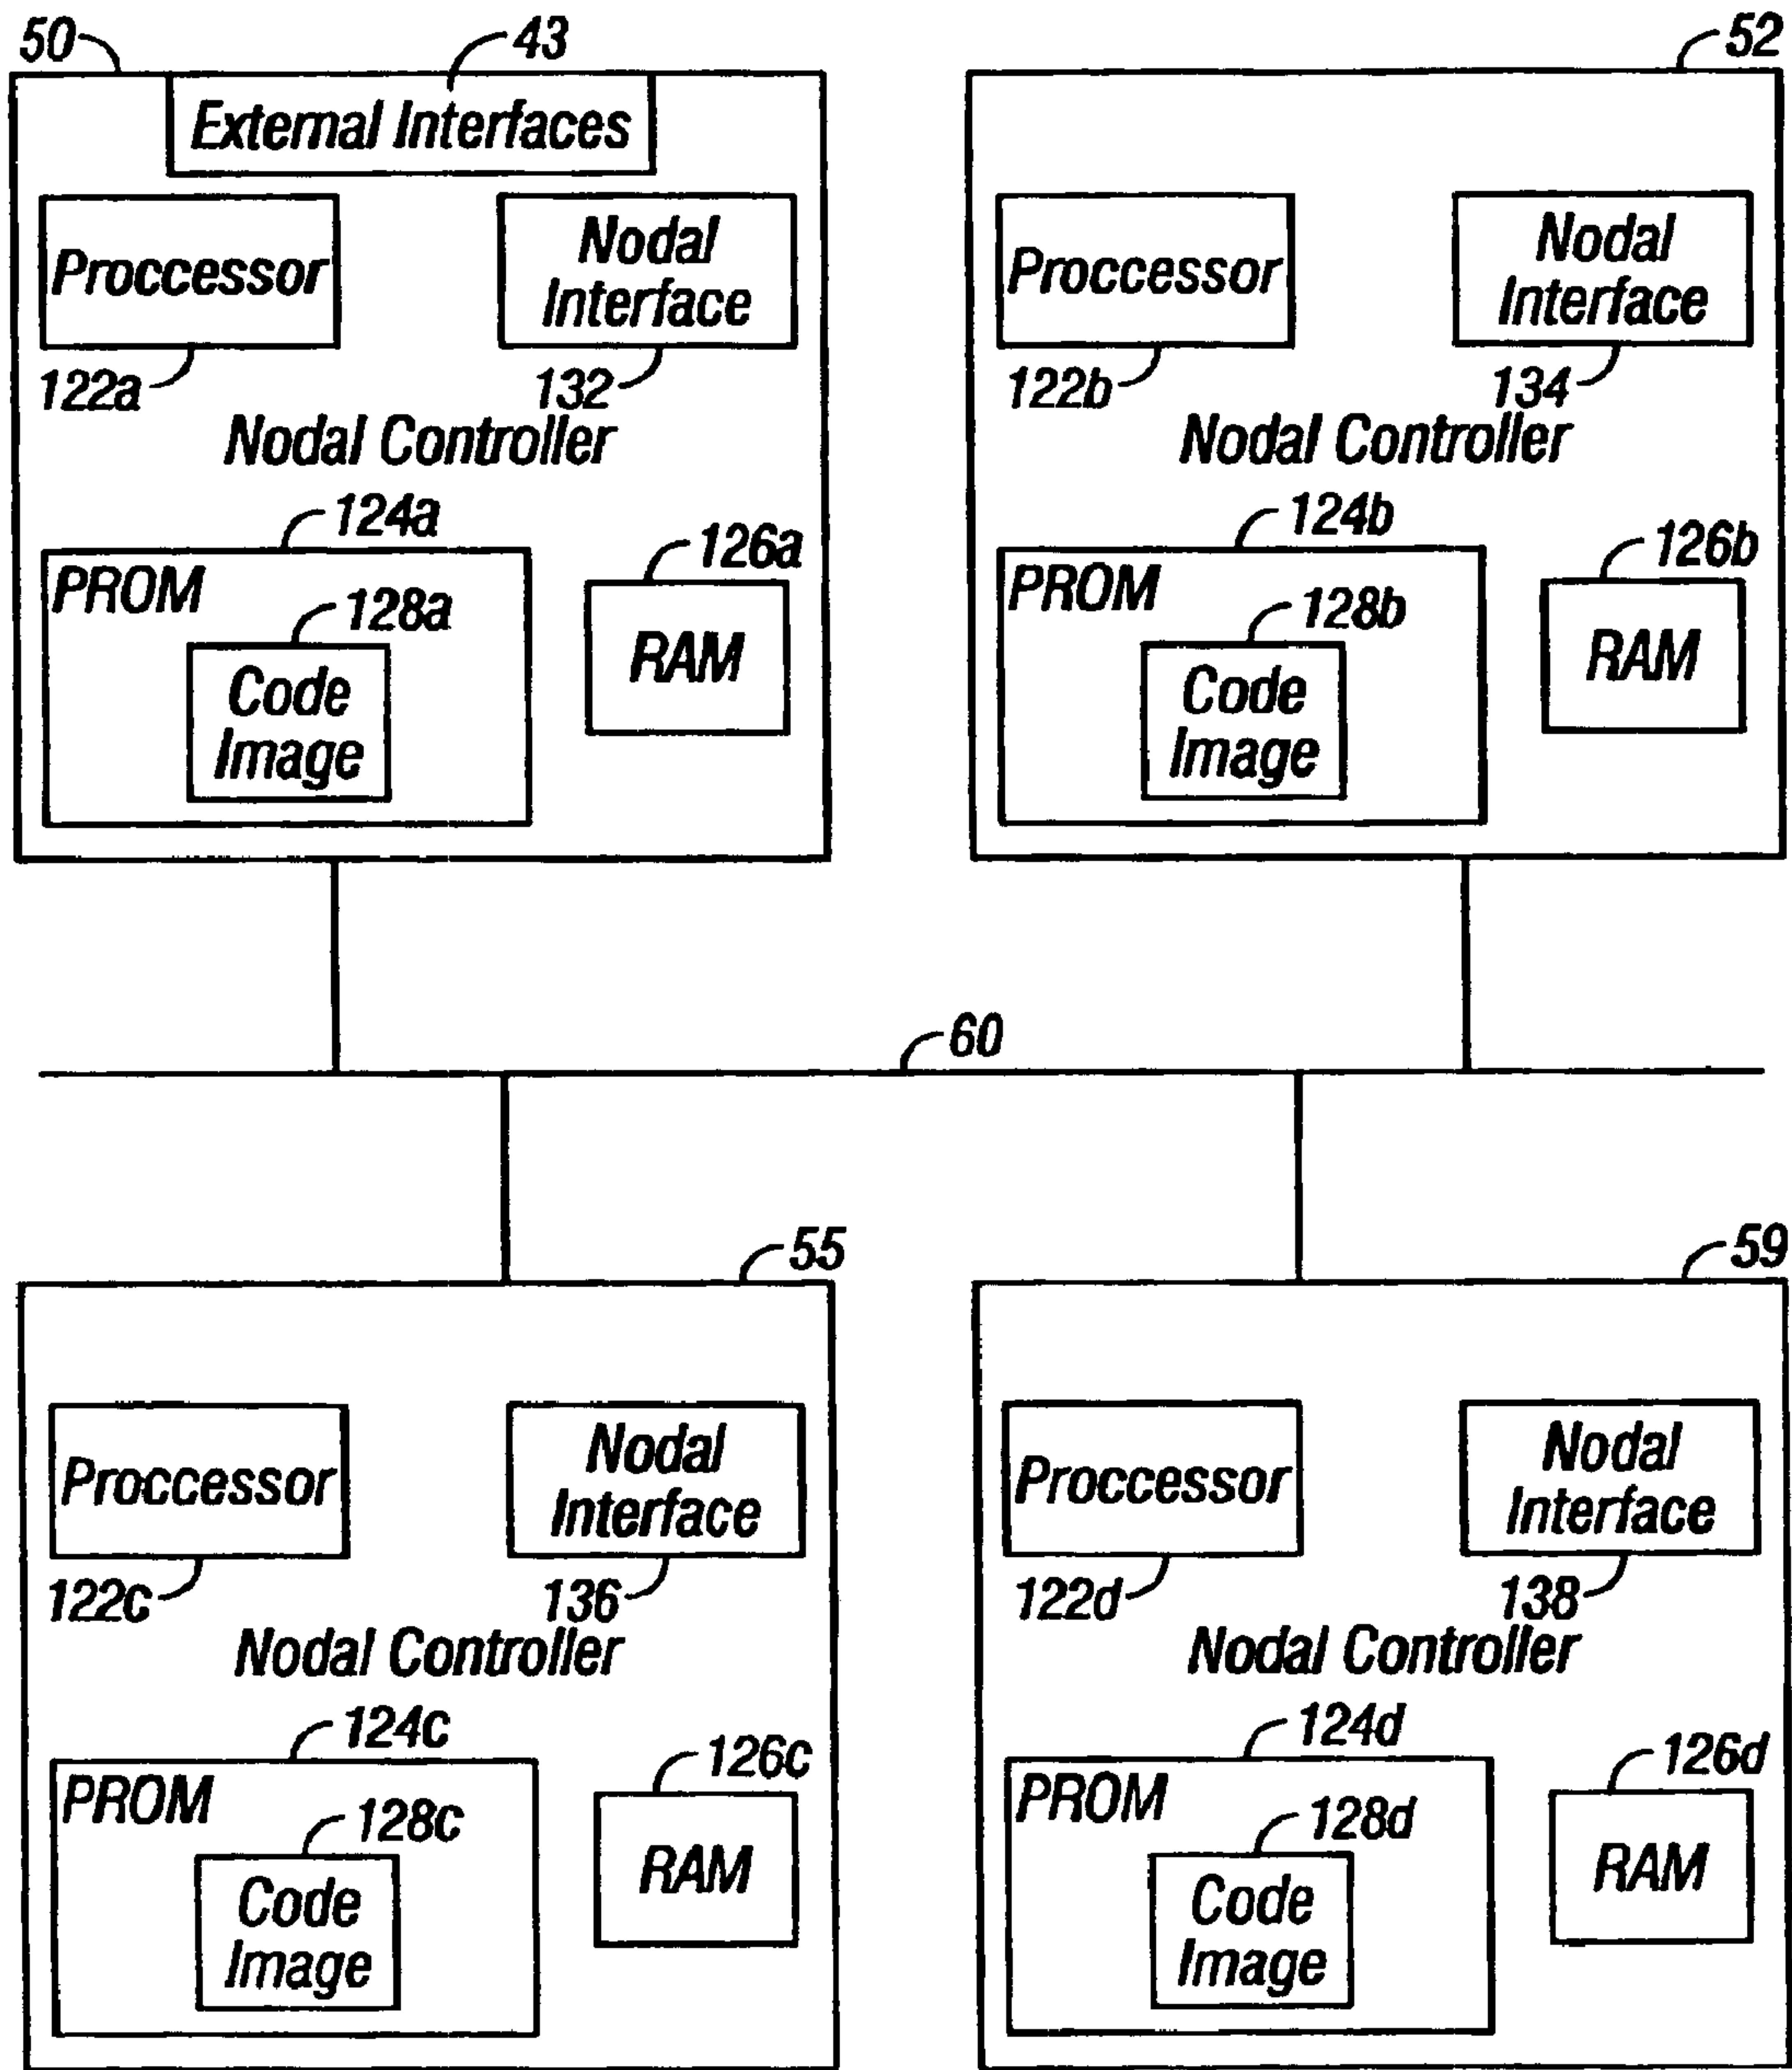 50
43
52
External Interfaces
Proccessor
Nodal
Interface
122a
132
Nodal Controller
124a
PROM
126a
128a
Code
Image
RAM
Proccessor
Nodal
Interface
122b
134
Nodal Controller
124b
PROM
126b
128b
Code
Image
RAM
60
55
59
Proccessor
Nodal
Interface
122c
136
Nodal Controller
124c
PROM
126c
128c
Code
Image
RAM
Proccessor
Nodal
Interface
122d
138
Nodal Controller
124d
PROM
126d
128d
Code
Image
RAM